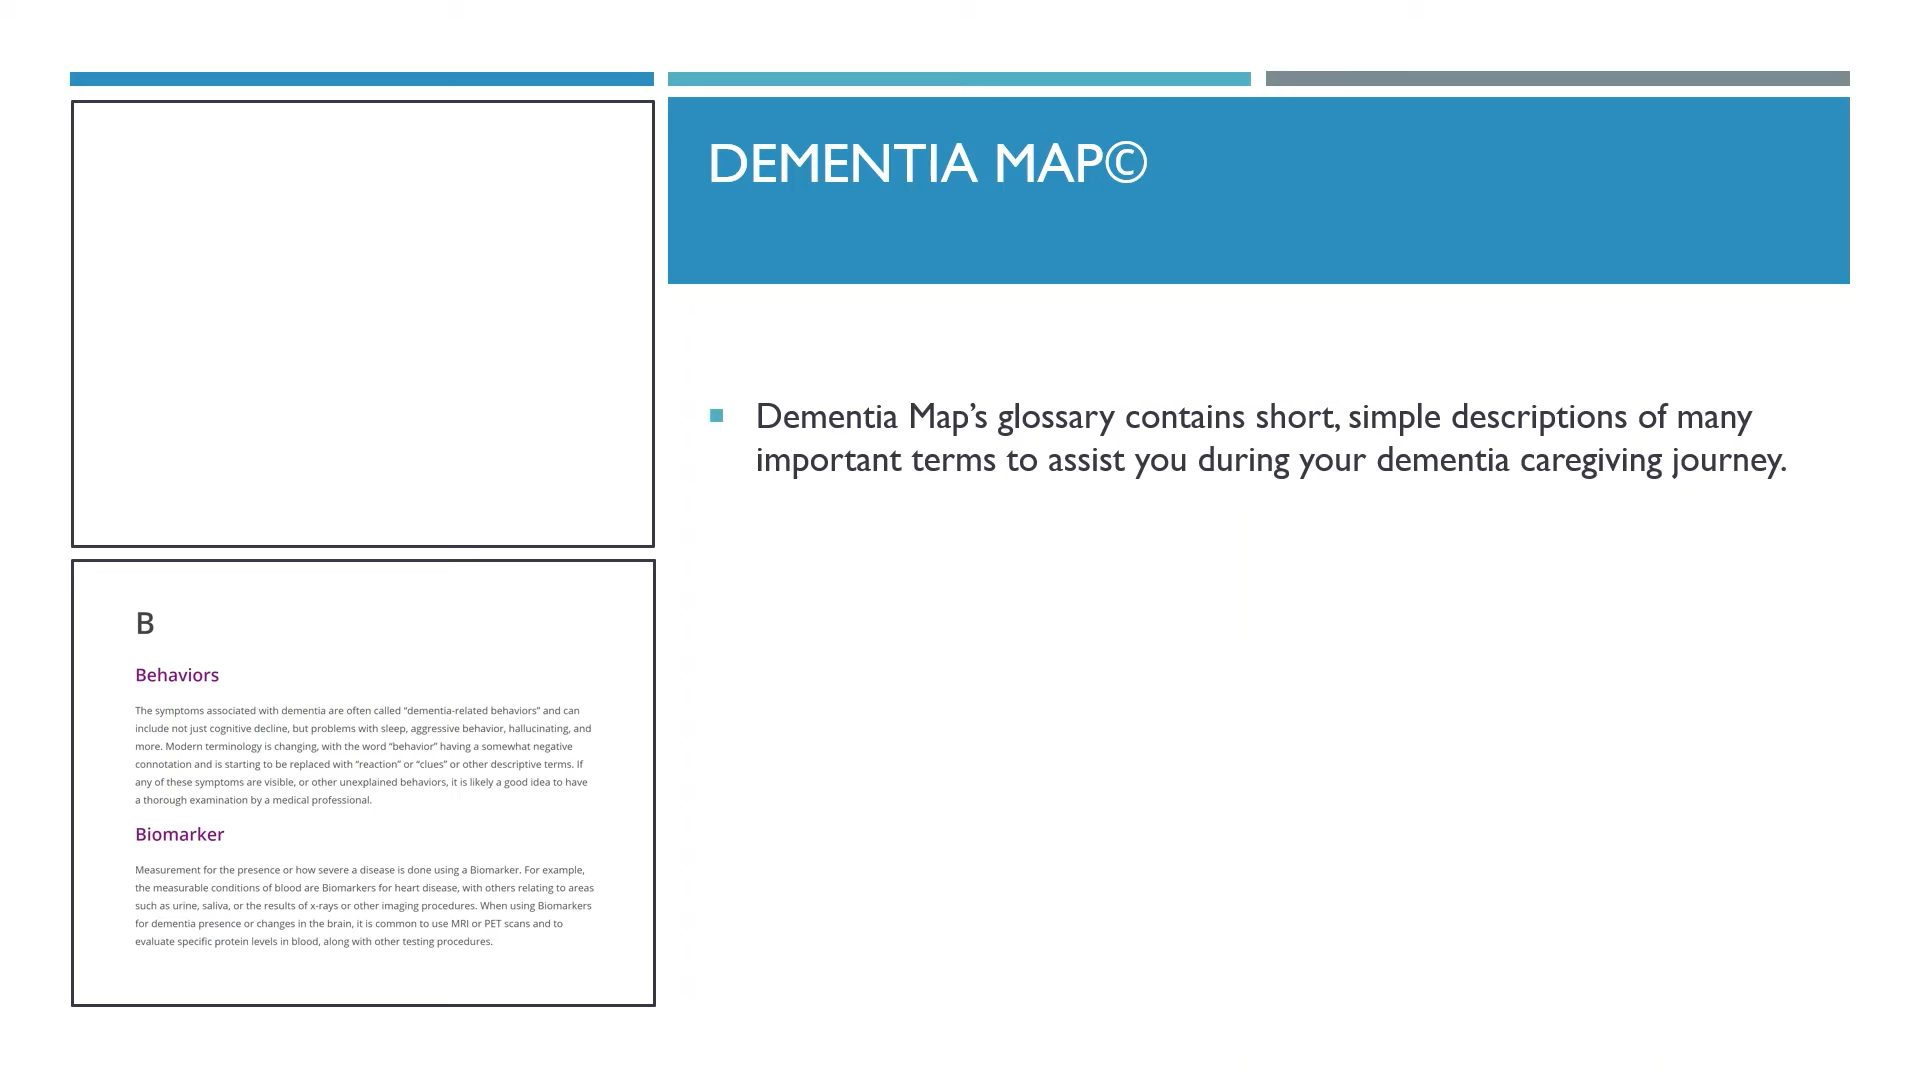 DEMENTIA MAP©
Dementia Map’s glossary contains short, simple descriptions of many
important terms to assist you during your dementia caregiving journey.
B
Behaviors
The symptoms associated with dementia are often called “dementia-related behaviors” and can
include not just cognitive decline, but problems with sleep, aggressive behavior, hallucinating, and
more. Modern terminology is changing, with the word “behavior” having a somewhat negative
connotation and is starting to be replaced with “reaction” or “clues” or other descriptive terms. If
any of these symptoms are visible, or other unexplained behaviors, it is likely a good idea to have
a thorough examination by a medical professional.
Biomarker
Measurement for the presence or how severe a disease is done using a Biomarker. For example,
the measurable conditions of blood are Biomarkers for heart disease, with others relating to areas
such as urine, saliva, or the results of x-rays or other imaging procedures. When using Biomarkers
for dementia presence or changes in the brain, it is common to use MRI or PET scans and to
evaluate specific protein levels in blood, along with other testing procedures.